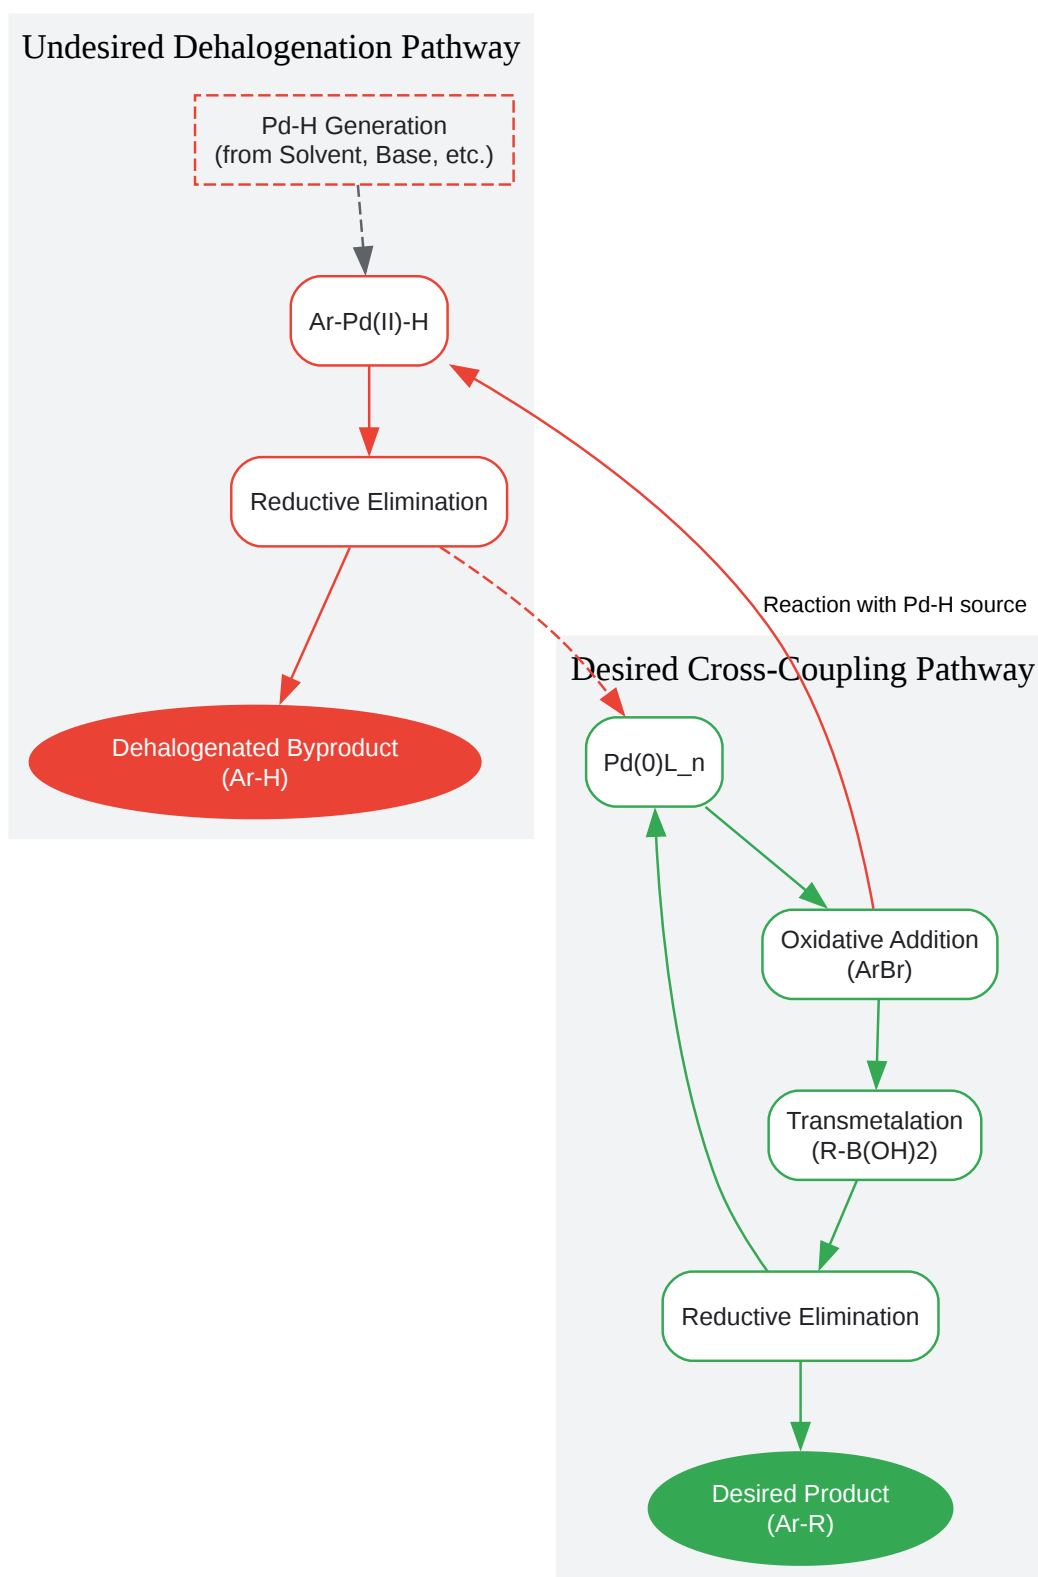 Undesired Dehalogenation Pathway
Pd-H Generation
(from Solvent, Base, etc.)
Ar-Pd(II)-H
Reductive Elimination
Dehalogenated Byproduct
(Ar-H)
Reaction with Pd-H source
Desired Cross-Coupling Pathway
Pd(0)L_n
Oxidative Addition
(ArBr)
Transmetalation
(R-B(OH)2)
Reductive Elimination
Desired Product
(Ar-R)